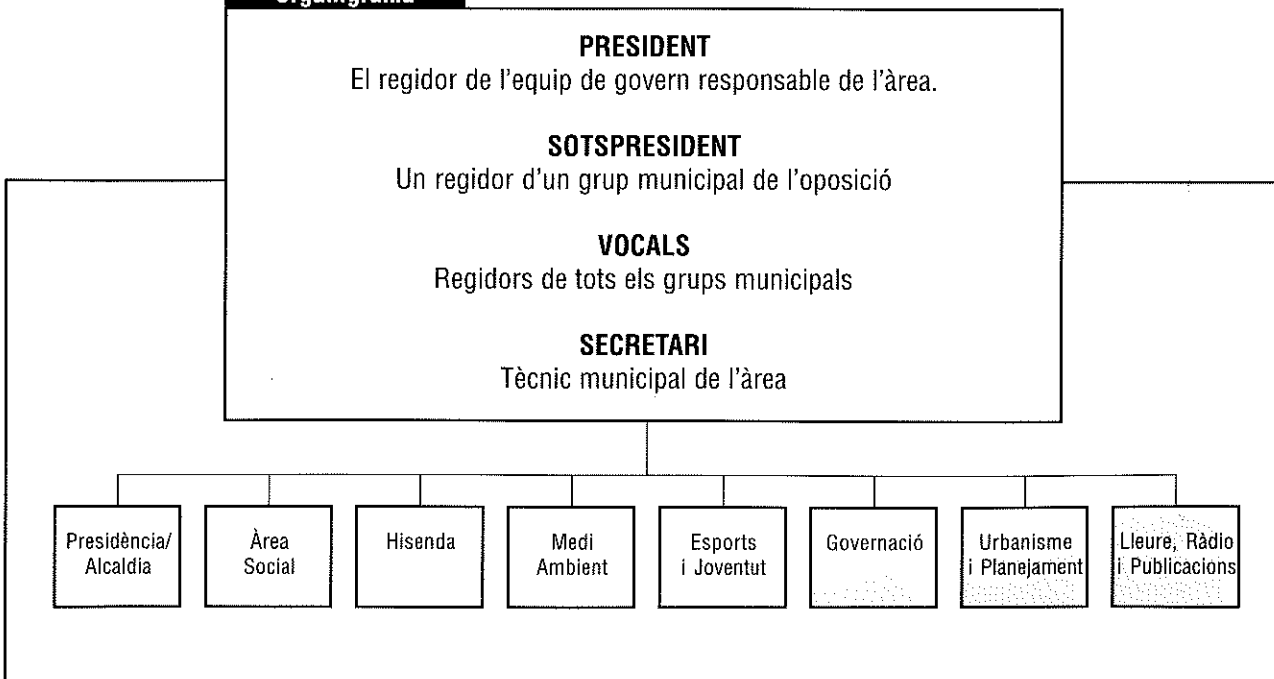 PRESIDENT
El regidor de l'equip de govern responsable de l'àrea.
SOTSPRESIDENT
Un regidor d'un grup municipal de l'oposició
VOCALS
Regidors de tots els grups municipals
SECRETARI
Tècnic municipal de l'àrea
Presidència/
Alcaldia
Àrea
Social
Hisenda
Medi
Ambient
Esports
i Joventut
Governació
Urbanisme
i Planejament
Lleure, Ràdio
i Publicacions